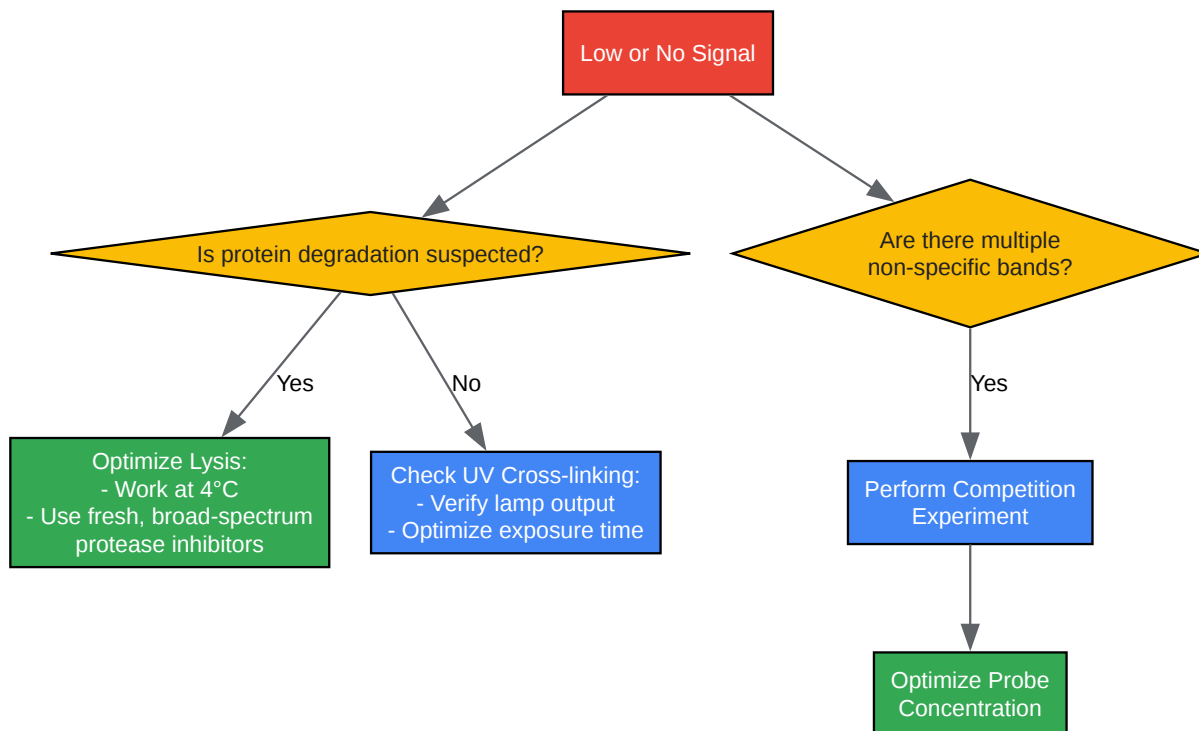 Low or No Signal
Is protein degradation suspected?
Are there multiple
non-specific bands?
Yes
No
Yes
Optimize Lysis:
- Work at 4°C
- Use fresh, broad-spectrum
protease inhibitors
Check UV Cross-linking:
- Verify lamp output
- Optimize exposure time
Perform Competition
Experiment
Optimize Probe
Concentration